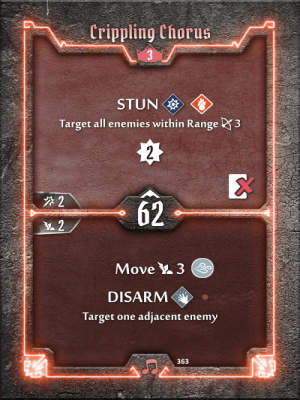 Crippling Chorus
3
STUN
Target all enemies within Range 3
2
2
62
2
Move 3
DISARM
Target one adjacent enemy
363